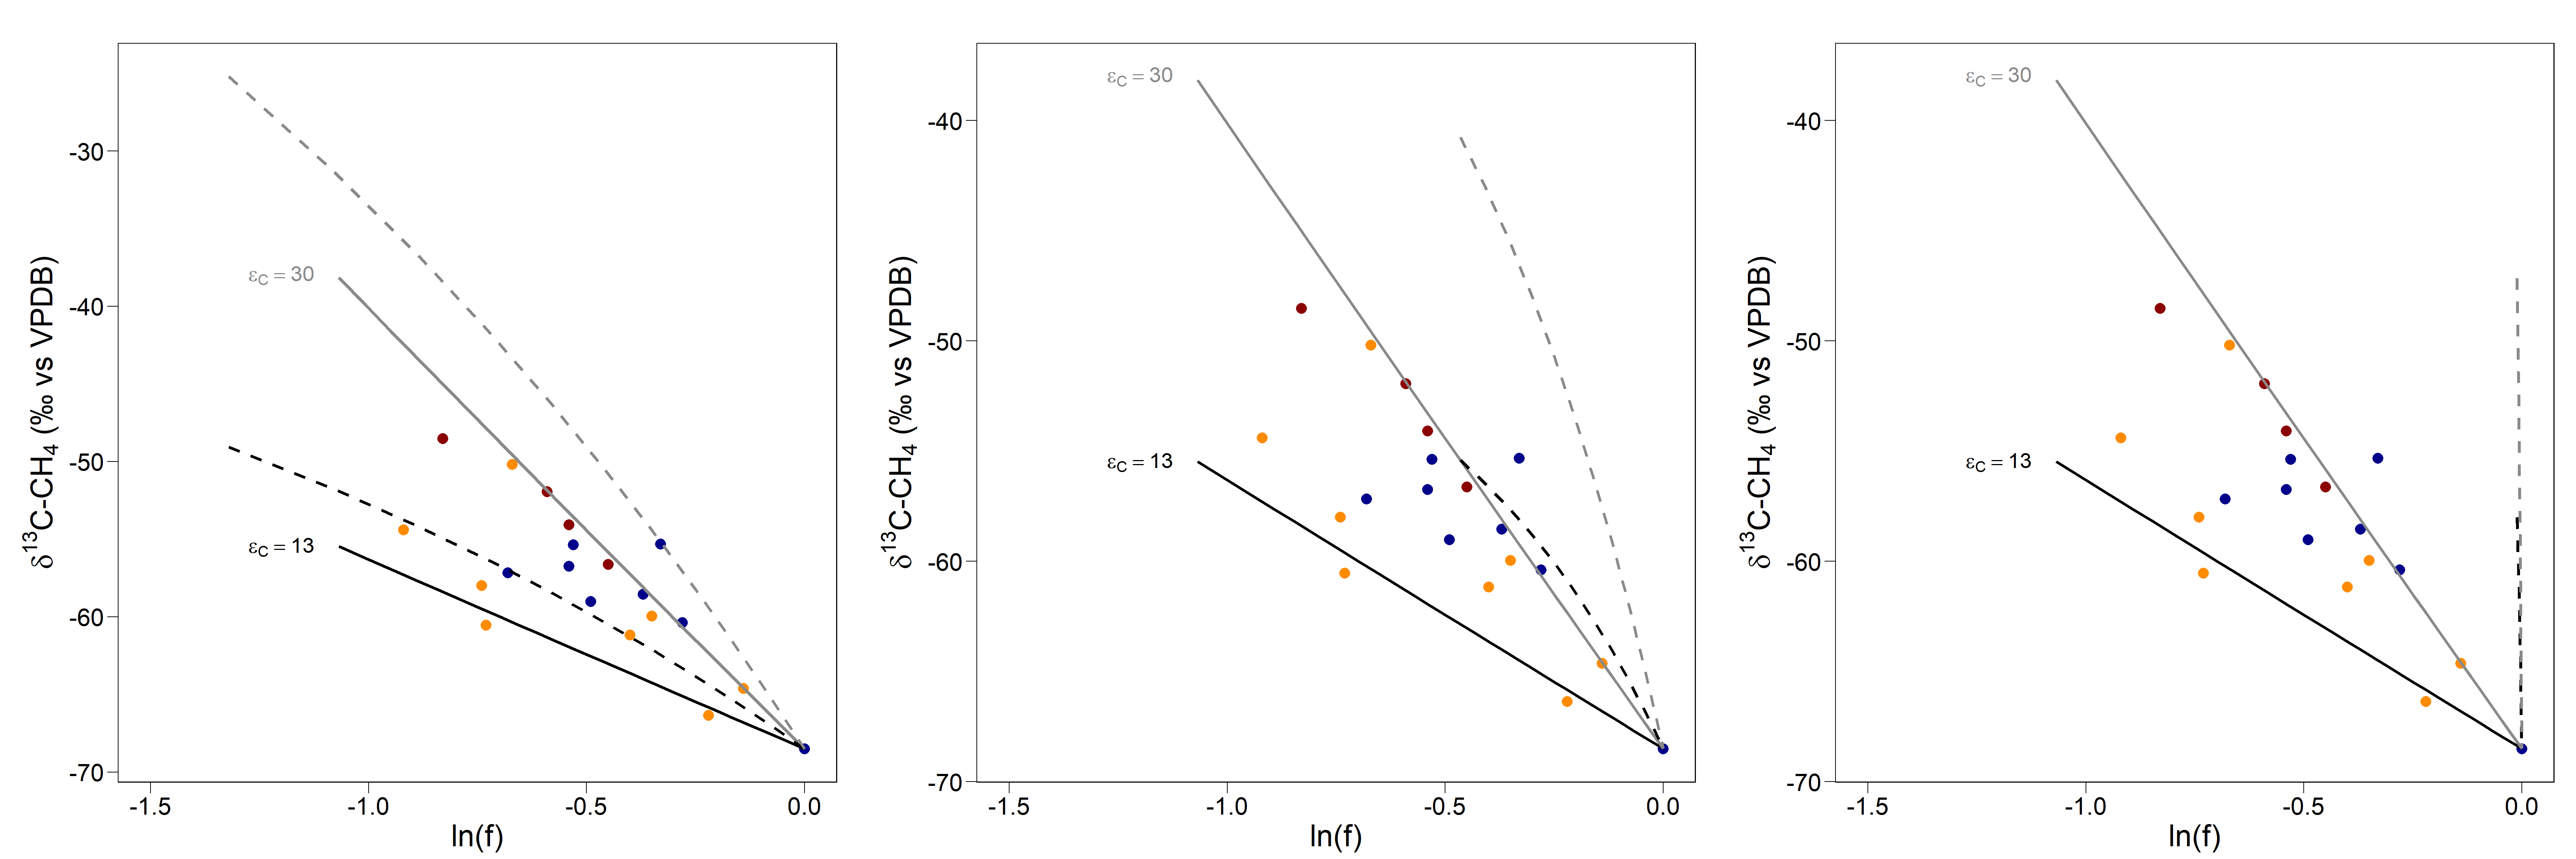 δ¹³C-CH₄ (‰ vs VPDB)
-30
-40
-50
-60
-70
εC = 30
εC = 13
-1.5 -1.0 -0.5 0.0
ln(f)
δ¹³C-CH₄ (‰ vs VPDB)
-40
-50
-60
-70
εC = 30
εC = 13
-1.5 -1.0 -0.5 0.0
ln(f)
δ¹³C-CH₄ (‰ vs VPDB)
-40
-50
-60
-70
εC = 30
εC = 13
-1.5 -1.0 -0.5 0.0
ln(f)